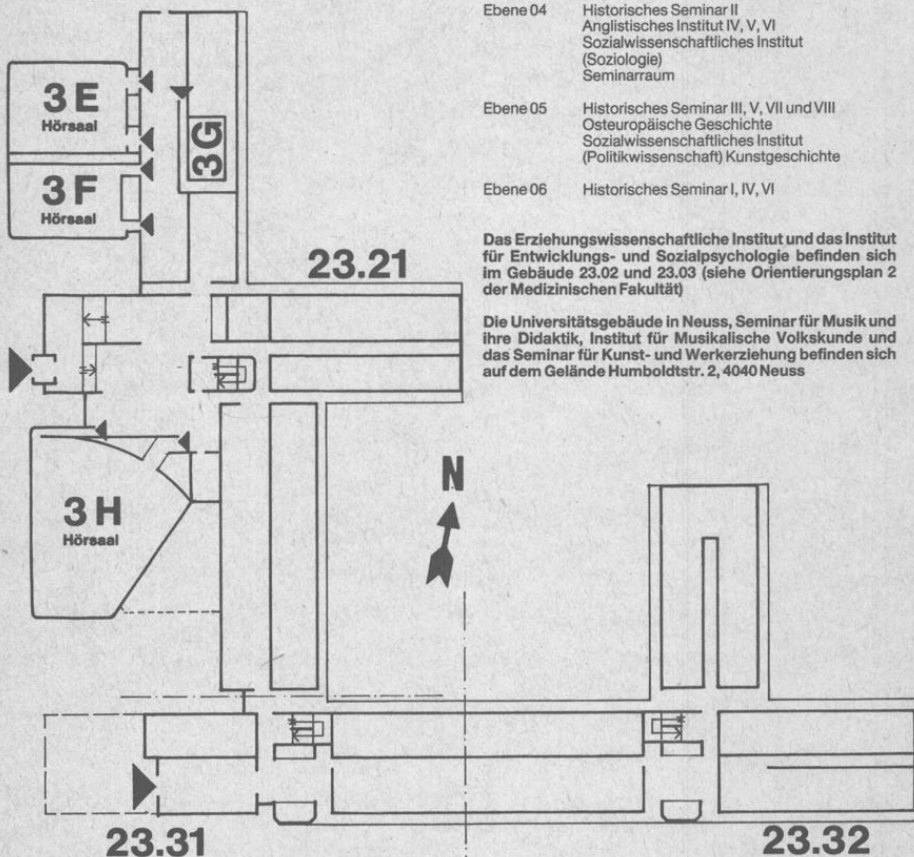 Ebene 04 Historisches Seminar II
Anglistisches Institut IV, V, VI
Sozialwissenschaftliches Institut
(Soziologie)
Seminarraum
Ebene 05 Historisches Seminar III, V, VII und VIII
Osteuropäische Geschichte
Sozialwissenschaftliches Institut
(Politikwissenschaft) Kunstgeschichte
Ebene 06 Historisches Seminar I, IV, VI
Das Erziehungswissenschaftliche Institut und das Institut
für Entwicklungs- und Sozialpsychologie befinden sich
im Gebäude 23.02 und 23.03 (siehe Orientierungsplan 2
der Medizinischen Fakultät)
Die Universitätsgebäude in Neuss, Seminar für Musik und
ihre Didaktik, Institut für Musikalische Volkskunde und
das Seminar für Kunst- und Werkerziehung befinden sich
auf dem Gelände Humboldtstr. 2, 4040 Neuss
3 E
Hörsaal
3 F
Hörsaal
3G
23.21
3 H
Hörsaal
N
23.31
23.32